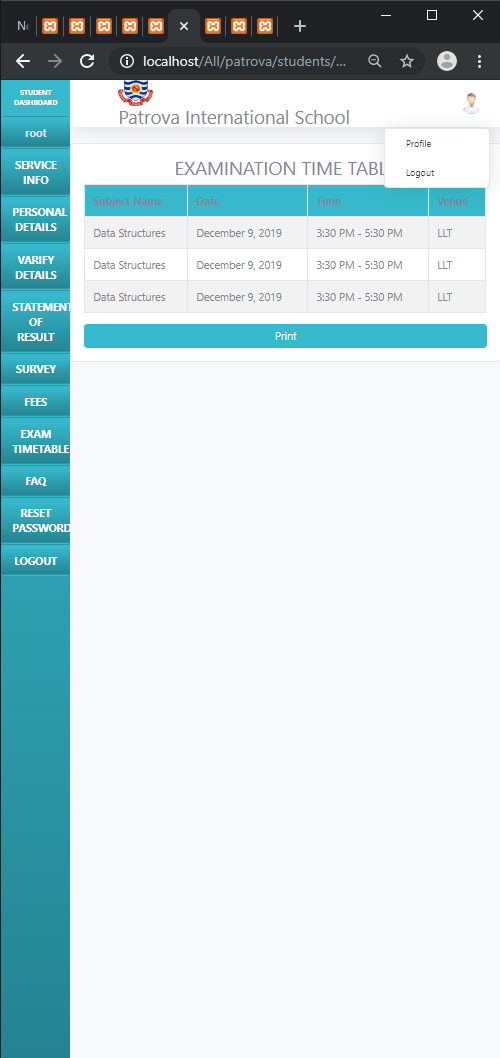 Ne
localhost/All/patrova/students/...
STUDENT
DASHBOARD
Patrova International School
root
Profile
Logout
SERVICE
INFO
PERSONAL
DETAILS
VARIFY
DETAILS
STATEMENT
OF
RESULT
SURVEY
FEES
EXAM
TIMETABLE
FAQ
RESET
PASSWORD
LOGOUT
EXAMINATION TIME TABL
Subject Name Date Time Venue
Data Structures December 9, 2019 3:30 PM - 5:30 PM LLT
Data Structures December 9, 2019 3:30 PM - 5:30 PM LLT
Data Structures December 9, 2019 3:30 PM - 5:30 PM LLT
Print